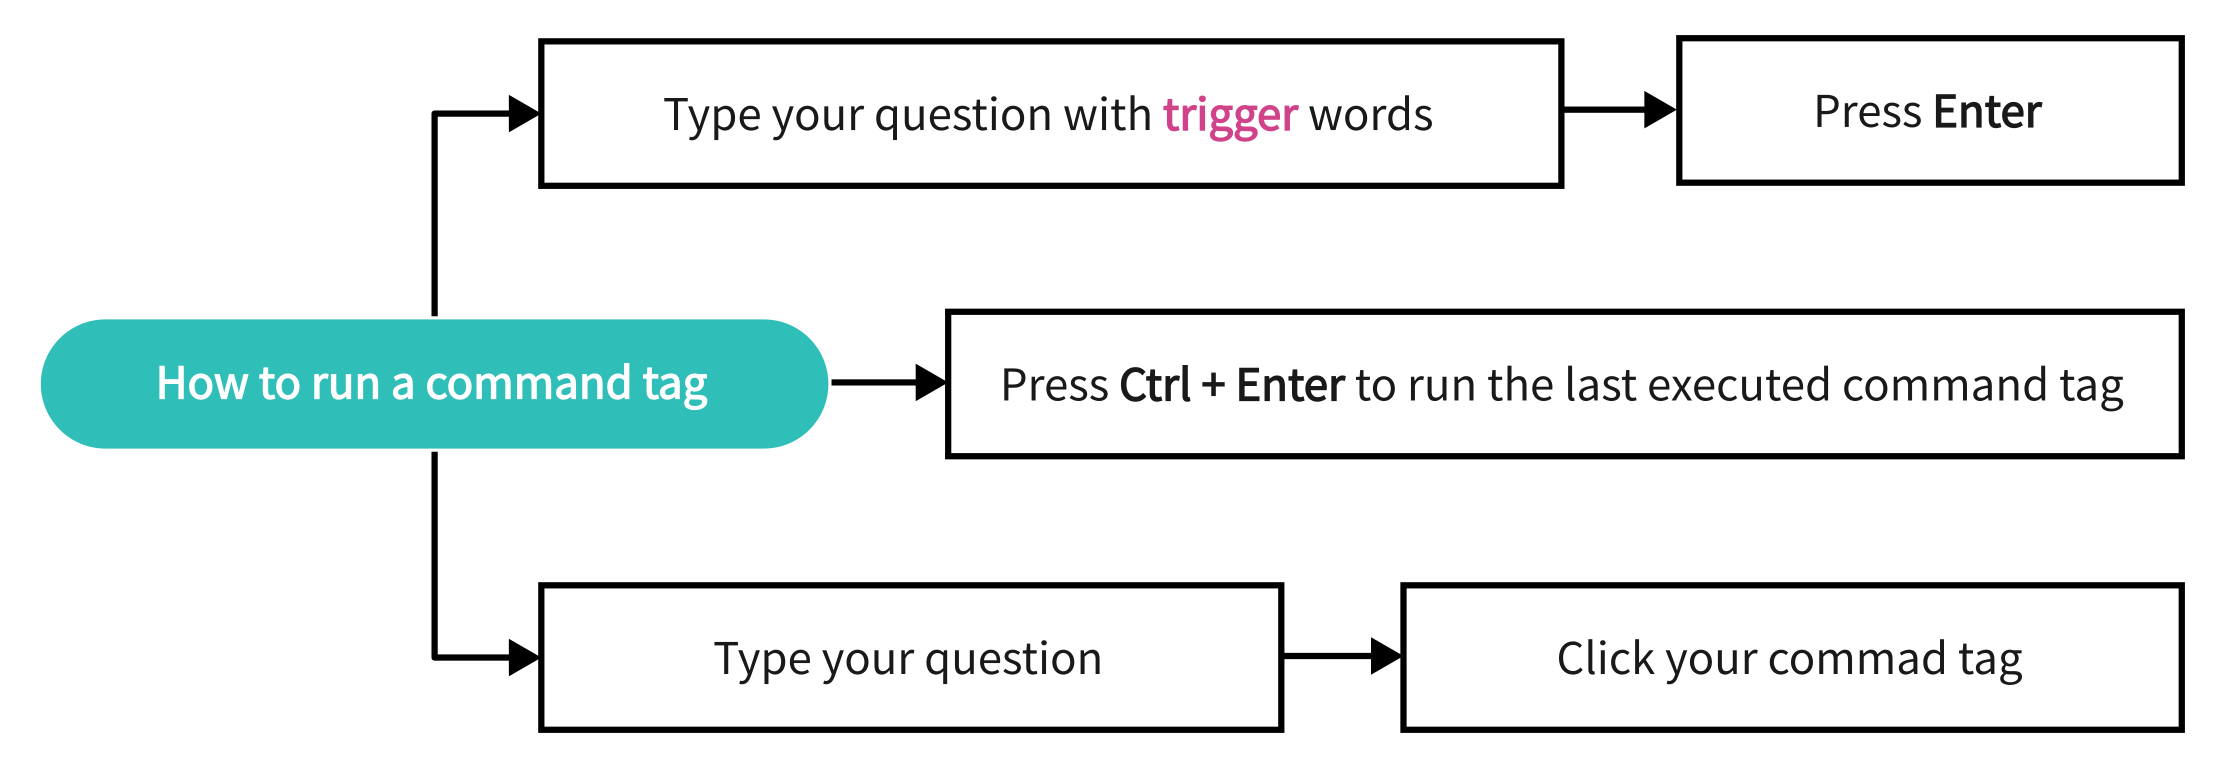 Type your question with trigger words
Press Enter
How to run a command tag
Press Ctrl + Enter to run the last executed command tag
Type your question
Click your commad tag